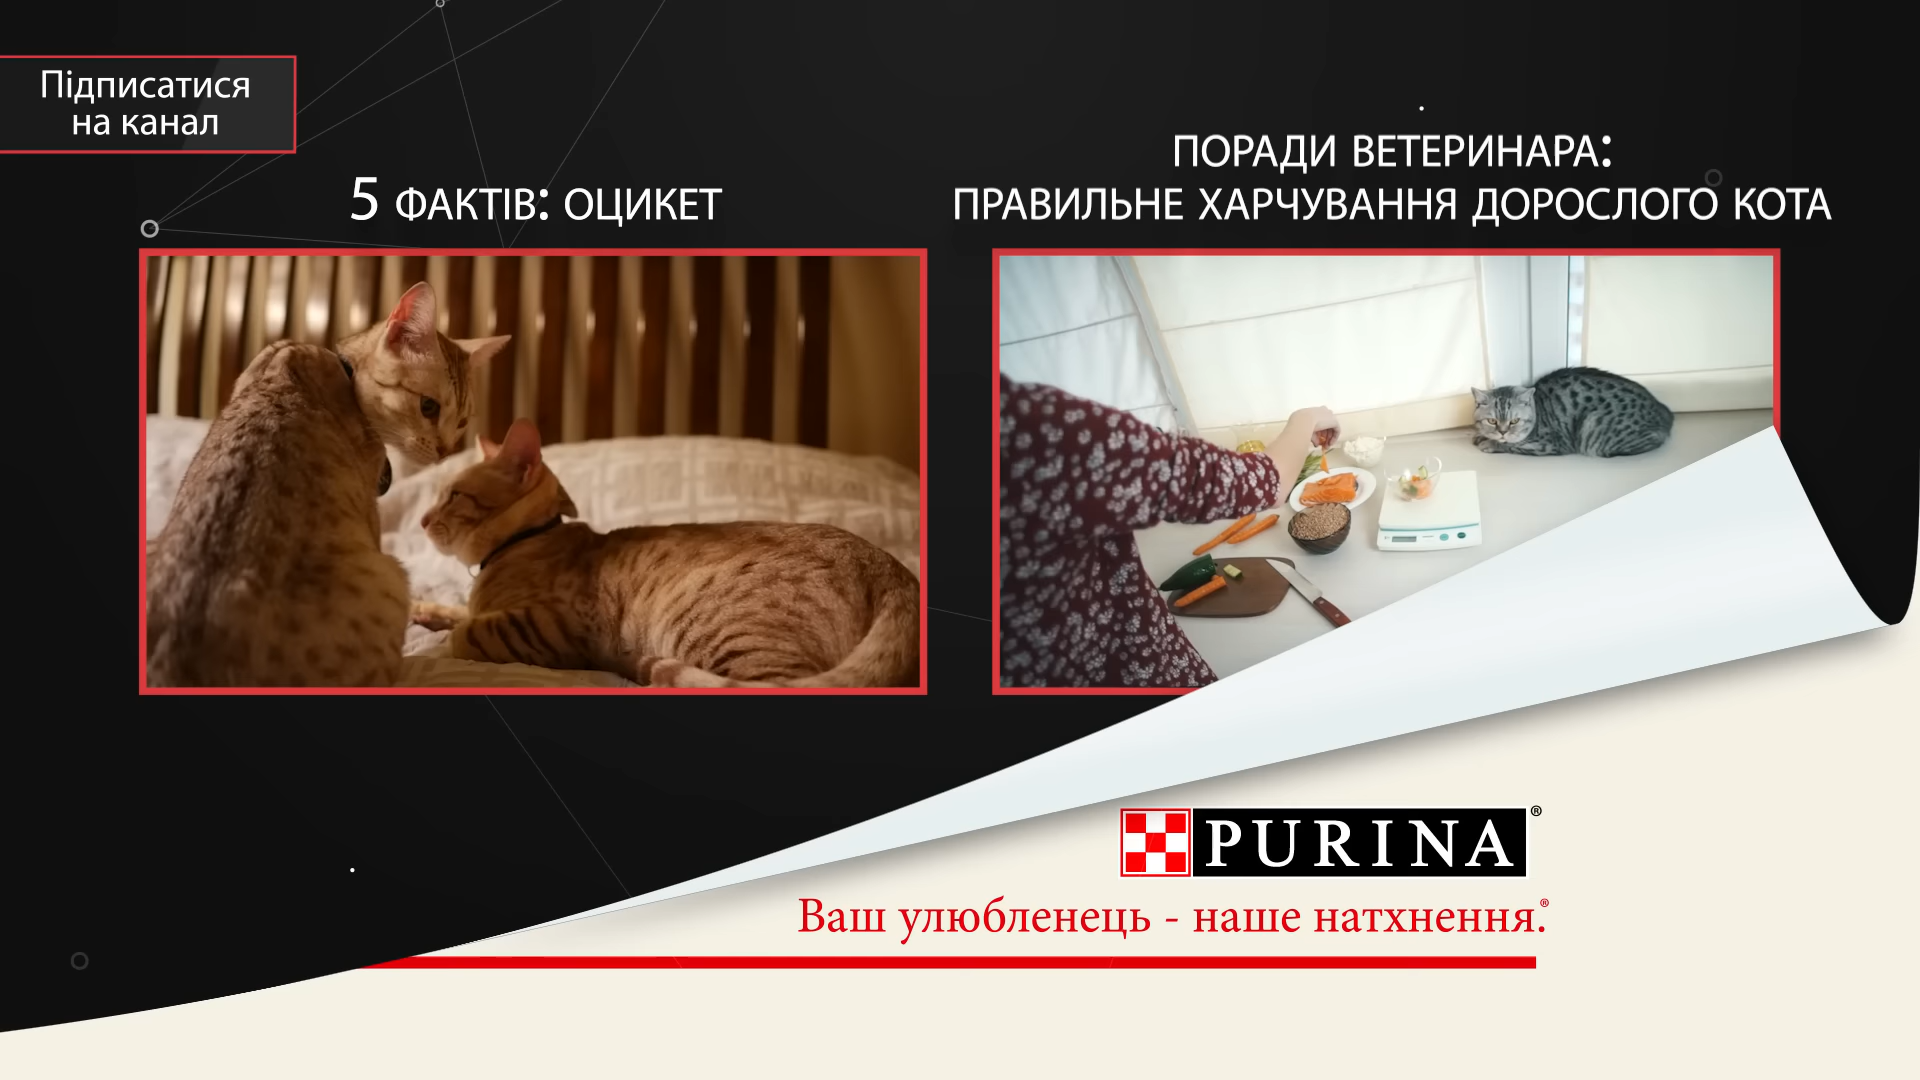 Підписатися
на канал
5 ФАКТІВ: ОЦИКЕТ
ПОРАДИ ВЕТЕРИНАРА:
ПРАВИЛЬНЕ ХАРЧУВАННЯ ДОРОСЛОГО КОТА
PURINA®
Ваш улюбленець - наше натхнення.®